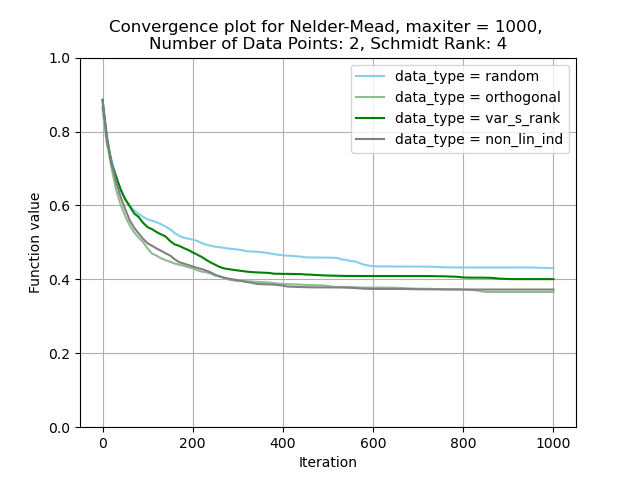 Convergence plot for Nelder-Mead, maxiter = 1000,
Number of Data Points: 2, Schmidt Rank: 4
data_type = random
data_type = orthogonal
data_type = var_s_rank
data_type = non_lin_ind
Function value
1.0
0.8
0.6
0.4
0.2
0.0
0 200 400 600 800 1000
Iteration